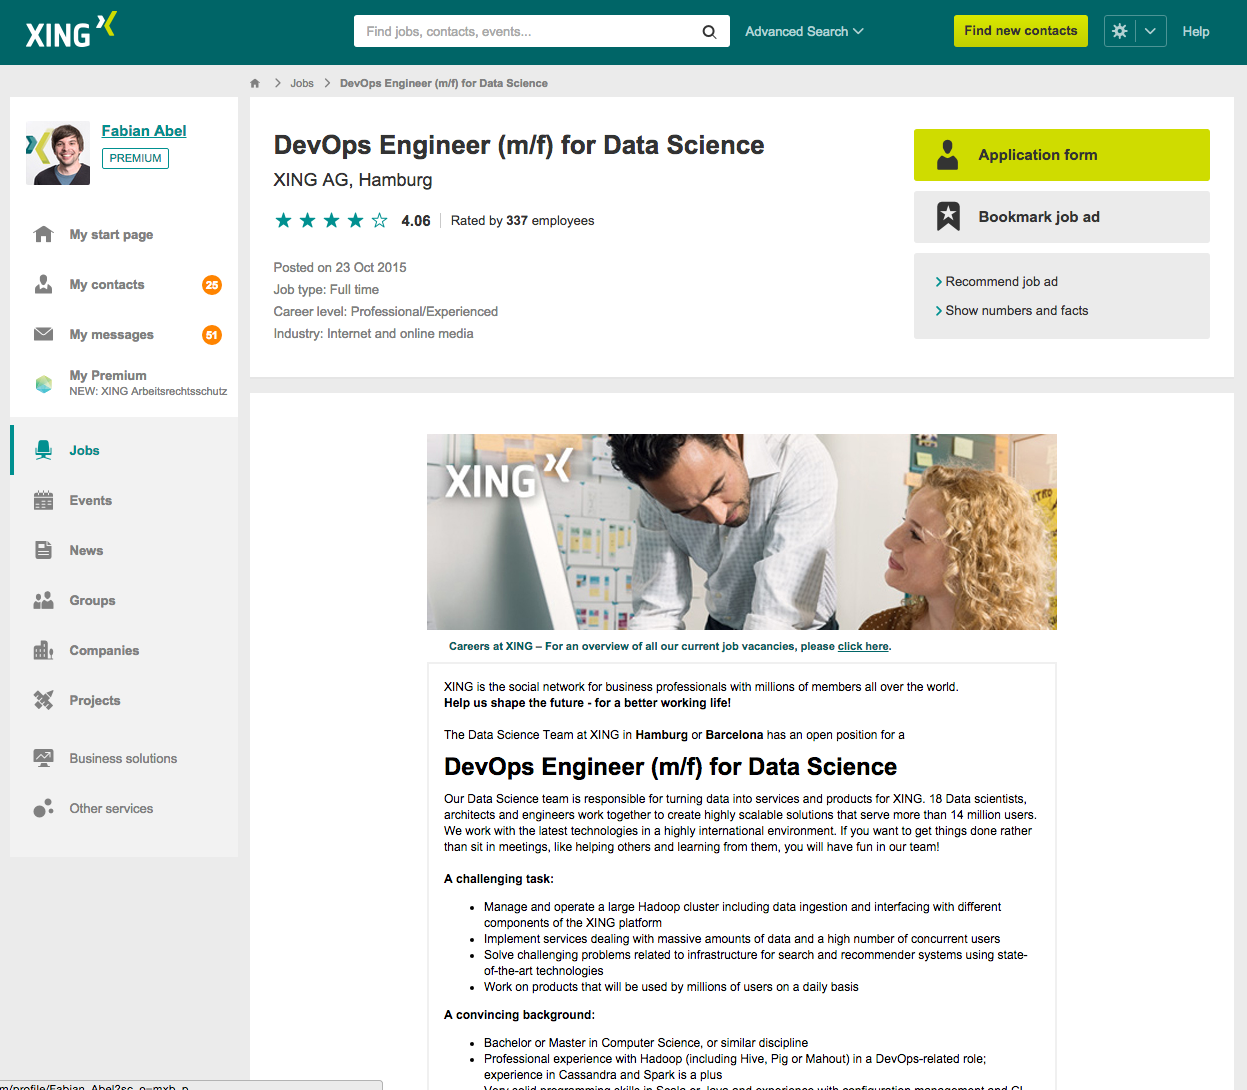 XING
Find jobs, contacts, events...
Advanced Search
Find new contacts
Help
Jobs
DevOps Engineer (m/f) for Data Science
Fabian Abel
PREMIUM
My start page
My contacts
25
My messages
51
My Premium
NEW: XING Arbeitsrechtsschutz
Jobs
Events
News
Groups
Companies
Projects
Business solutions
Other services
DevOps Engineer (m/f) for Data Science
XING AG, Hamburg
4.06
Rated by 337 employees
Posted on 23 Oct 2015
Job type: Full time
Career level: Professional/Experienced
Industry: Internet and online media
Application form
Bookmark job ad
Recommend job ad
Show numbers and facts
XING
Careers at XING – For an overview of all our current job vacancies, please click here.
XING is the social network for business professionals with millions of members all over the world.
Help us shape the future - for a better working life!
The Data Science Team at XING in Hamburg or Barcelona has an open position for a
DevOps Engineer (m/f) for Data Science
Our Data Science team is responsible for turning data into services and products for XING. 18 Data scientists,
architects and engineers work together to create highly scalable solutions that serve more than 14 million users.
We work with the latest technologies in a highly international environment. If you want to get things done rather
than sit in meetings, like helping others and learning from them, you will have fun in our team!
A challenging task:
• Manage and operate a large Hadoop cluster including data ingestion and interfacing with different
components of the XING platform
• Implement services dealing with massive amounts of data and a high number of concurrent users
• Solve challenging problems related to infrastructure for search and recommender systems using state-
of-the-art technologies
• Work on products that will be used by millions of users on a daily basis
A convincing background:
• Bachelor or Master in Computer Science, or similar discipline
• Professional experience with Hadoop (including Hive, Pig or Mahout) in a DevOps-related role;
experience in Cassandra and Spark is a plus
• Very solid programming skills in Scala or Java and experience with configuration management and CI
m/profile/Fabian_Abel?sc_o=mxb_p